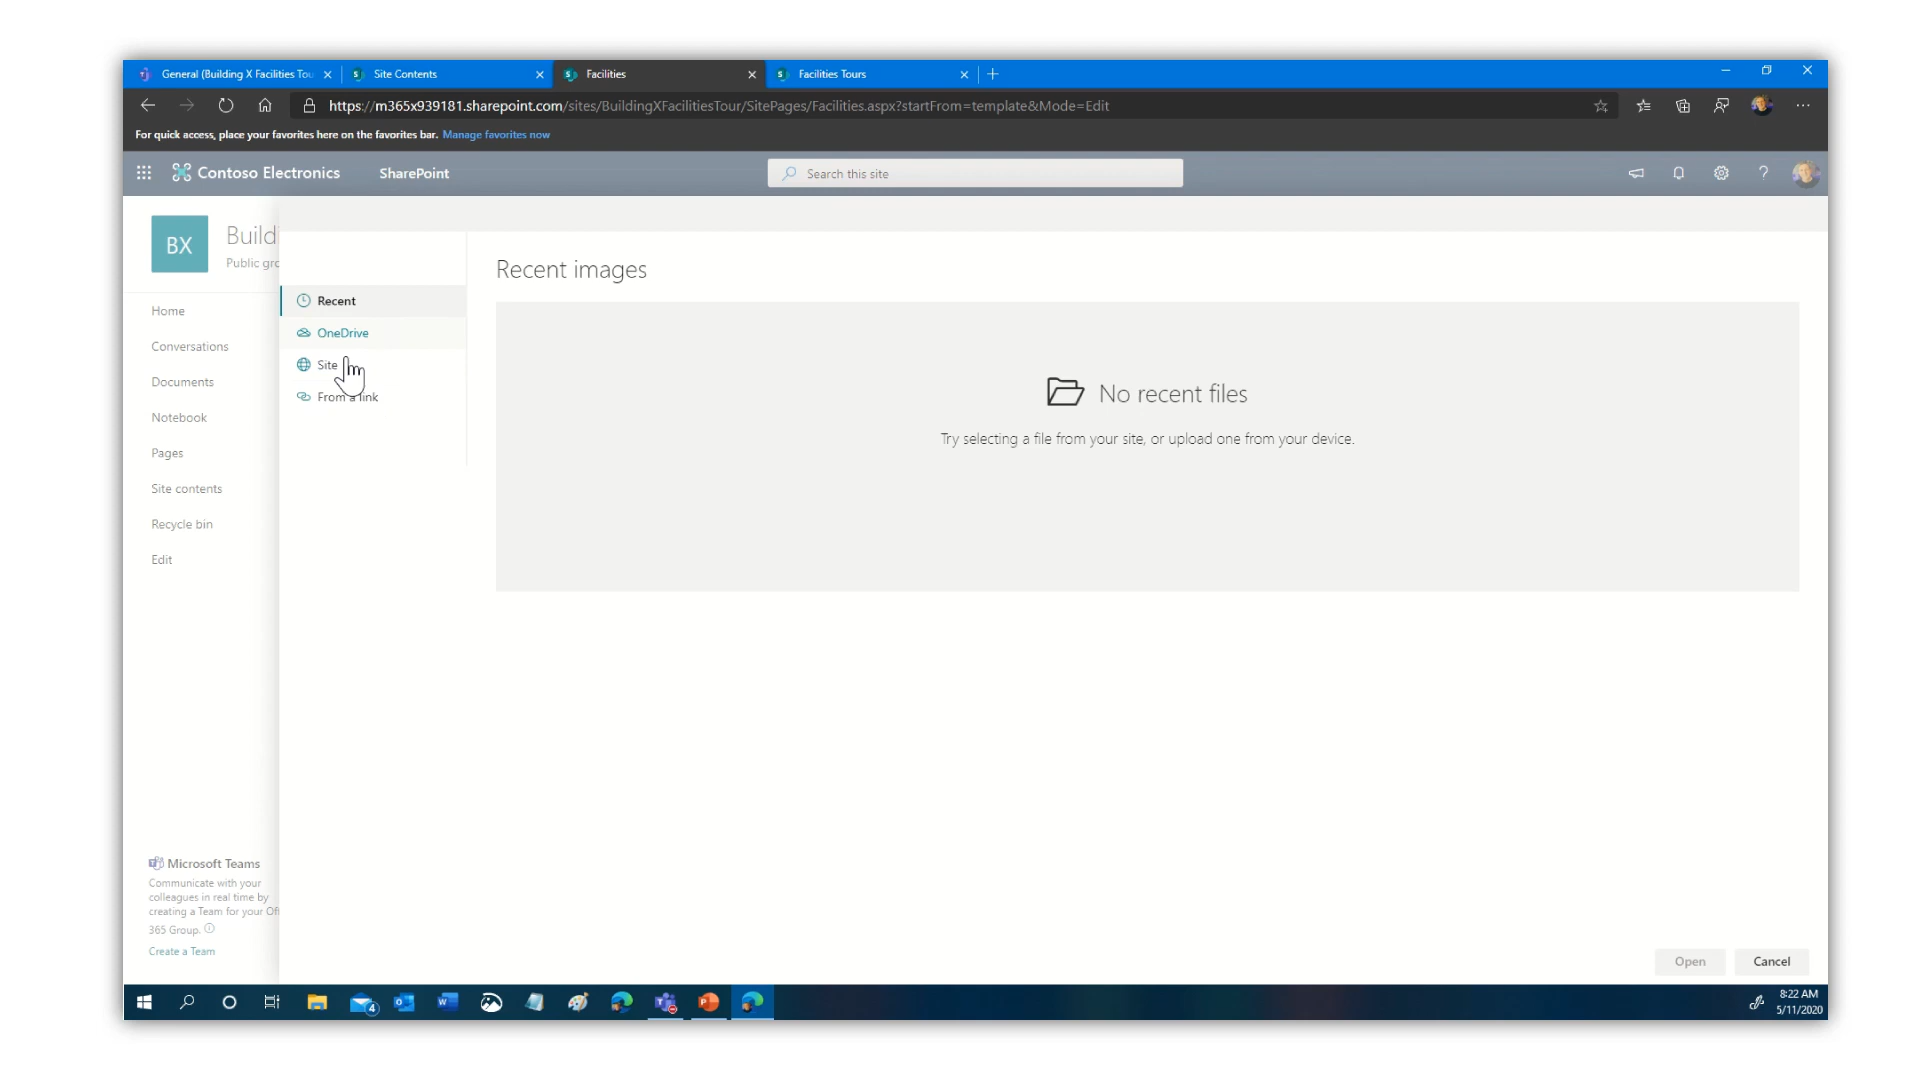 General (Building X Facilities Tou
Site Contents
Facilities
Facilities Tours
https://m365x939181.sharepoint.com/sites/BuildingXFacilitiesTour/SitePages/Facilities.aspx?startFrom=template&Mode=Edit
For quick access, place your favorites here on the favorites bar. Manage favorites now
Contoso Electronics
SharePoint
Search this site
BX
Build
Public gro
Home
Conversations
Documents
Notebook
Pages
Site contents
Recycle bin
Edit
Microsoft Teams
Communicate with your
colleagues in real time by
creating a Team for your Off
365 Group.
Create a Team
Recent
OneDrive
Site
From a link
Recent images
No recent files
Try selecting a file from your site, or upload one from your device.
Open
Cancel
4
8:22 AM
5/11/2020